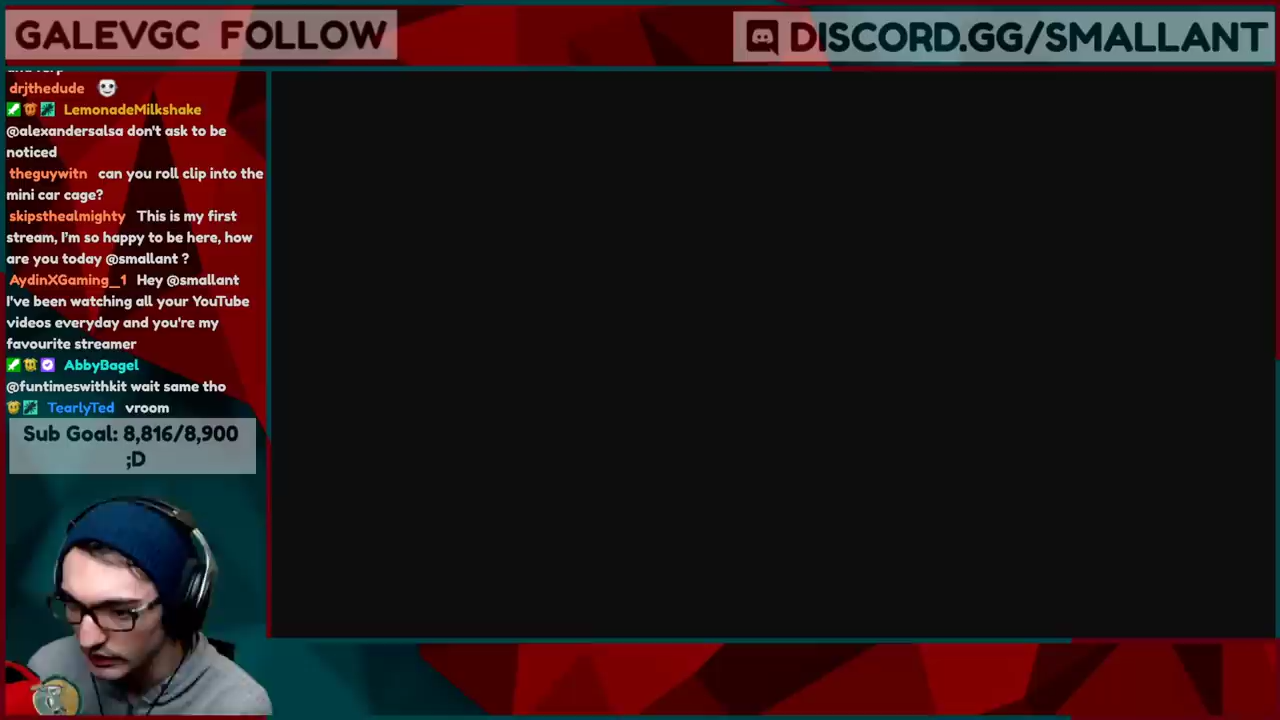 GALEVGC FOLLOW
DISCORD.GG/SMALLANT
drjthedude
LemonadeMilkshake
@alexandersalsa don't ask to be
noticed
theguywitn can you roll clip into the
mini car cage?
skipsthealmighty This is my first
stream, I'm so happy to be here, how
are you today @smallant ?
AydinXGaming_1 Hey @smallant
I've been watching all your YouTube
videos everyday and you're my
favourite streamer
AbbyBagel
@funtimeswithkit wait same tho
TearlyTed vroom
Sub Goal: 8,816/8,900
;D